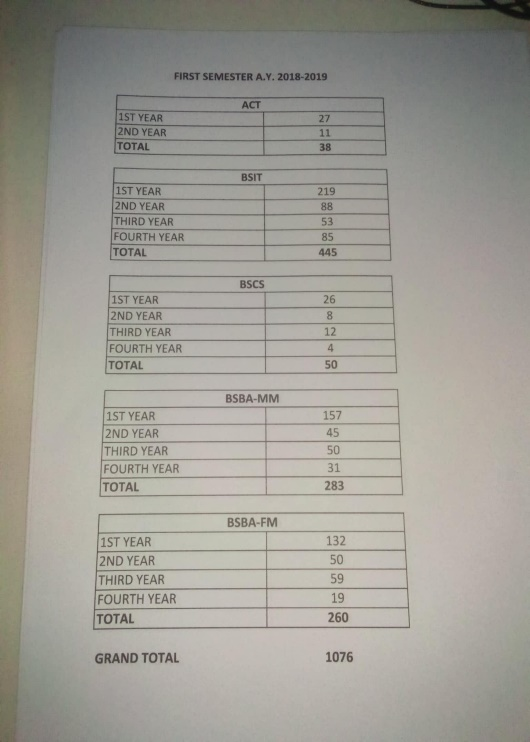 FIRST SEMESTER A.Y. 2018-2019
ACT
1ST YEAR 27
2ND YEAR 11
TOTAL 38
BSIT
1ST YEAR 219
2ND YEAR 88
THIRD YEAR 53
FOURTH YEAR 85
TOTAL 445
BSCS
1ST YEAR 26
2ND YEAR 8
THIRD YEAR 12
FOURTH YEAR 4
TOTAL 50
BSBA-MM
1ST YEAR 157
2ND YEAR 45
THIRD YEAR 50
FOURTH YEAR 31
TOTAL 283
BSBA-FM
1ST YEAR 132
2ND YEAR 50
THIRD YEAR 59
FOURTH YEAR 19
TOTAL 260
GRAND TOTAL 1076